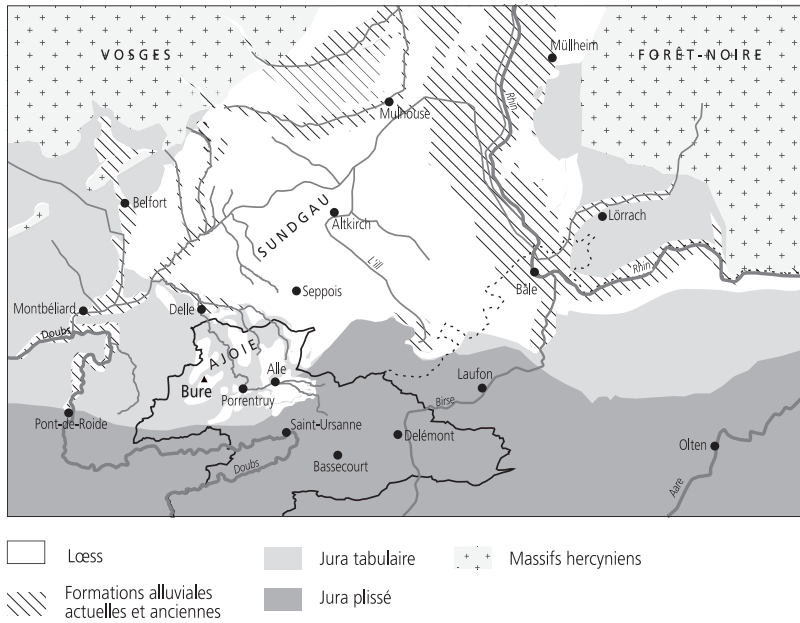 VOSGES
FORÊT-NOIRE
Müllheim
Rhin
Mulhouse
Belfort
SUNDGAU
Altkirch
Lörrach
L'ill
Rhin
Bâle
Seppois
Montbéliard
Delle
Doubs
AJOIE
Alle
Bure
Porrentruy
Laufon
Birse
Pont-de-Roide
Saint-Ursanne
Delémont
Olten
Doubs
Bassecourt
Aare
Lœss
Jura tabulaire
Massifs hercyniens
Formations alluviales
actuelles et anciennes
Jura plissé